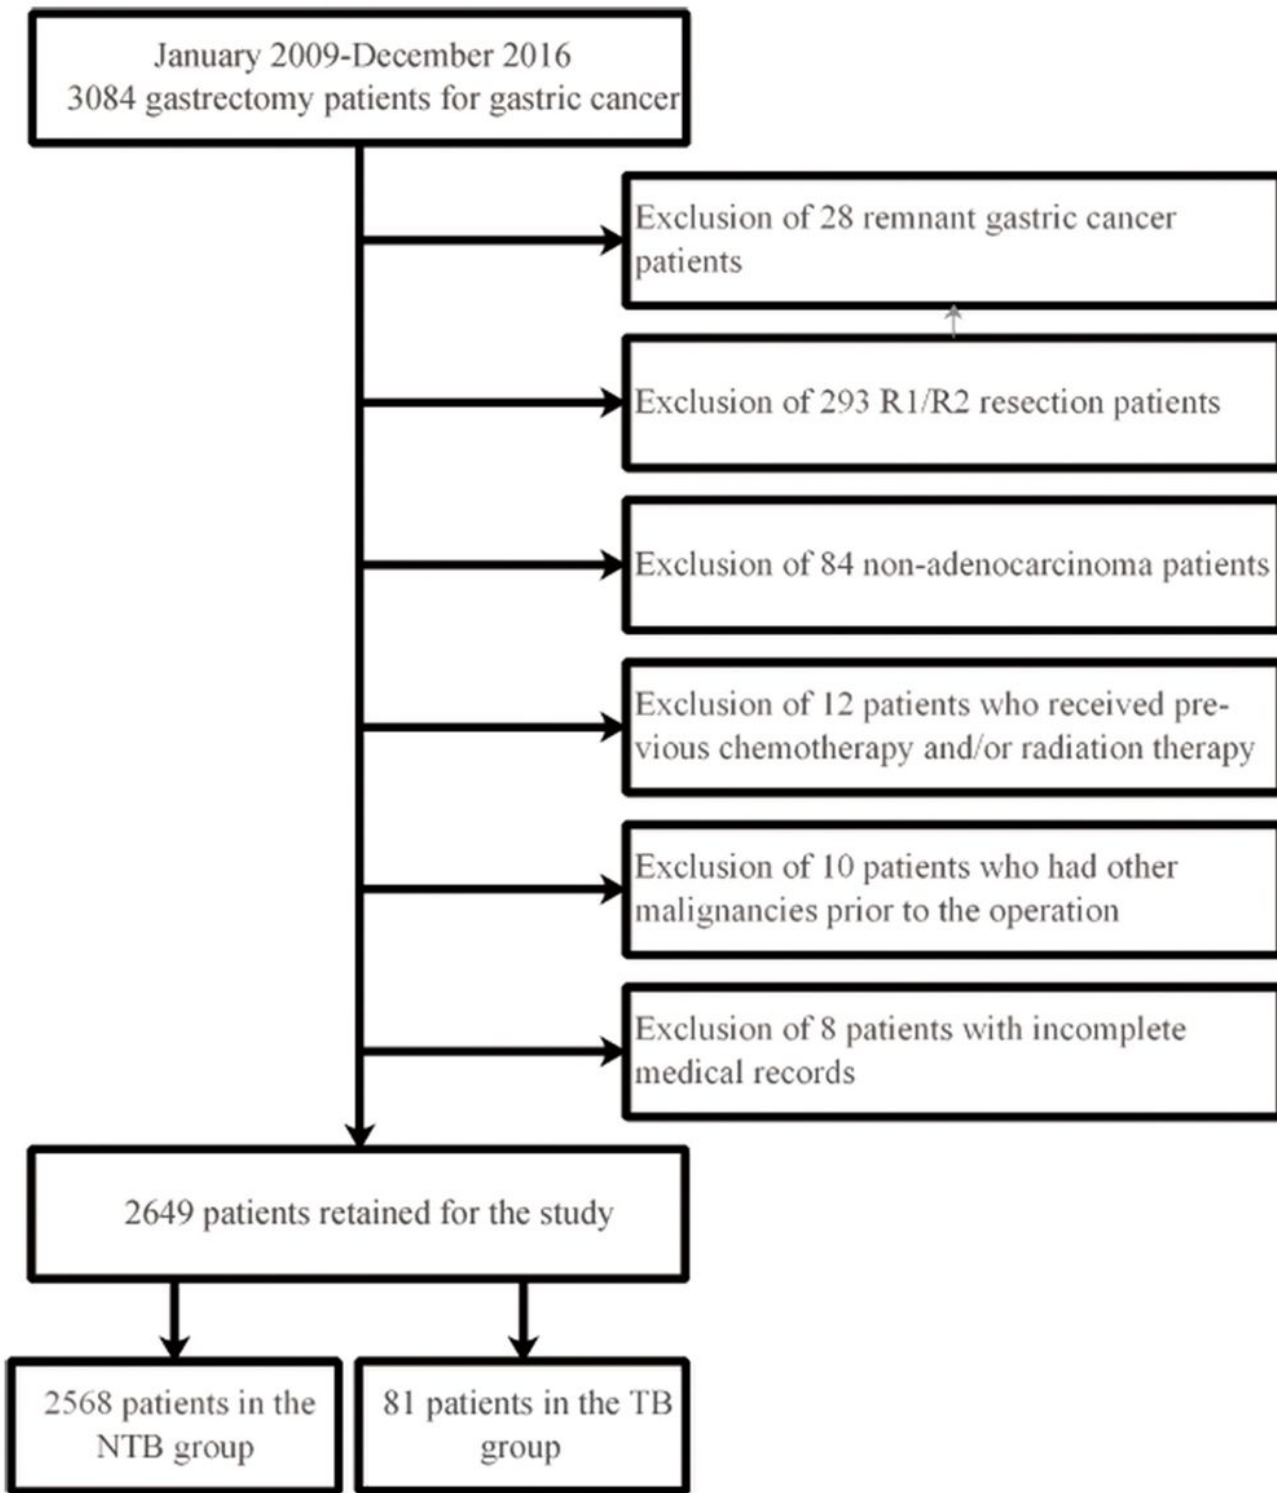 January 2009-December 2016
3084 gastrectomy patients for gastric cancer
Exclusion of 28 remnant gastric cancer
patients
Exclusion of 293 R1/R2 resection patients
Exclusion of 84 non-adenocarcinoma patients
Exclusion of 12 patients who received pre-
vious chemotherapy and/or radiation therapy
Exclusion of 10 patients who had other
malignancies prior to the operation
Exclusion of 8 patients with incomplete
medical records
2649 patients retained for the study
2568 patients in the
NTB group
81 patients in the TB
group